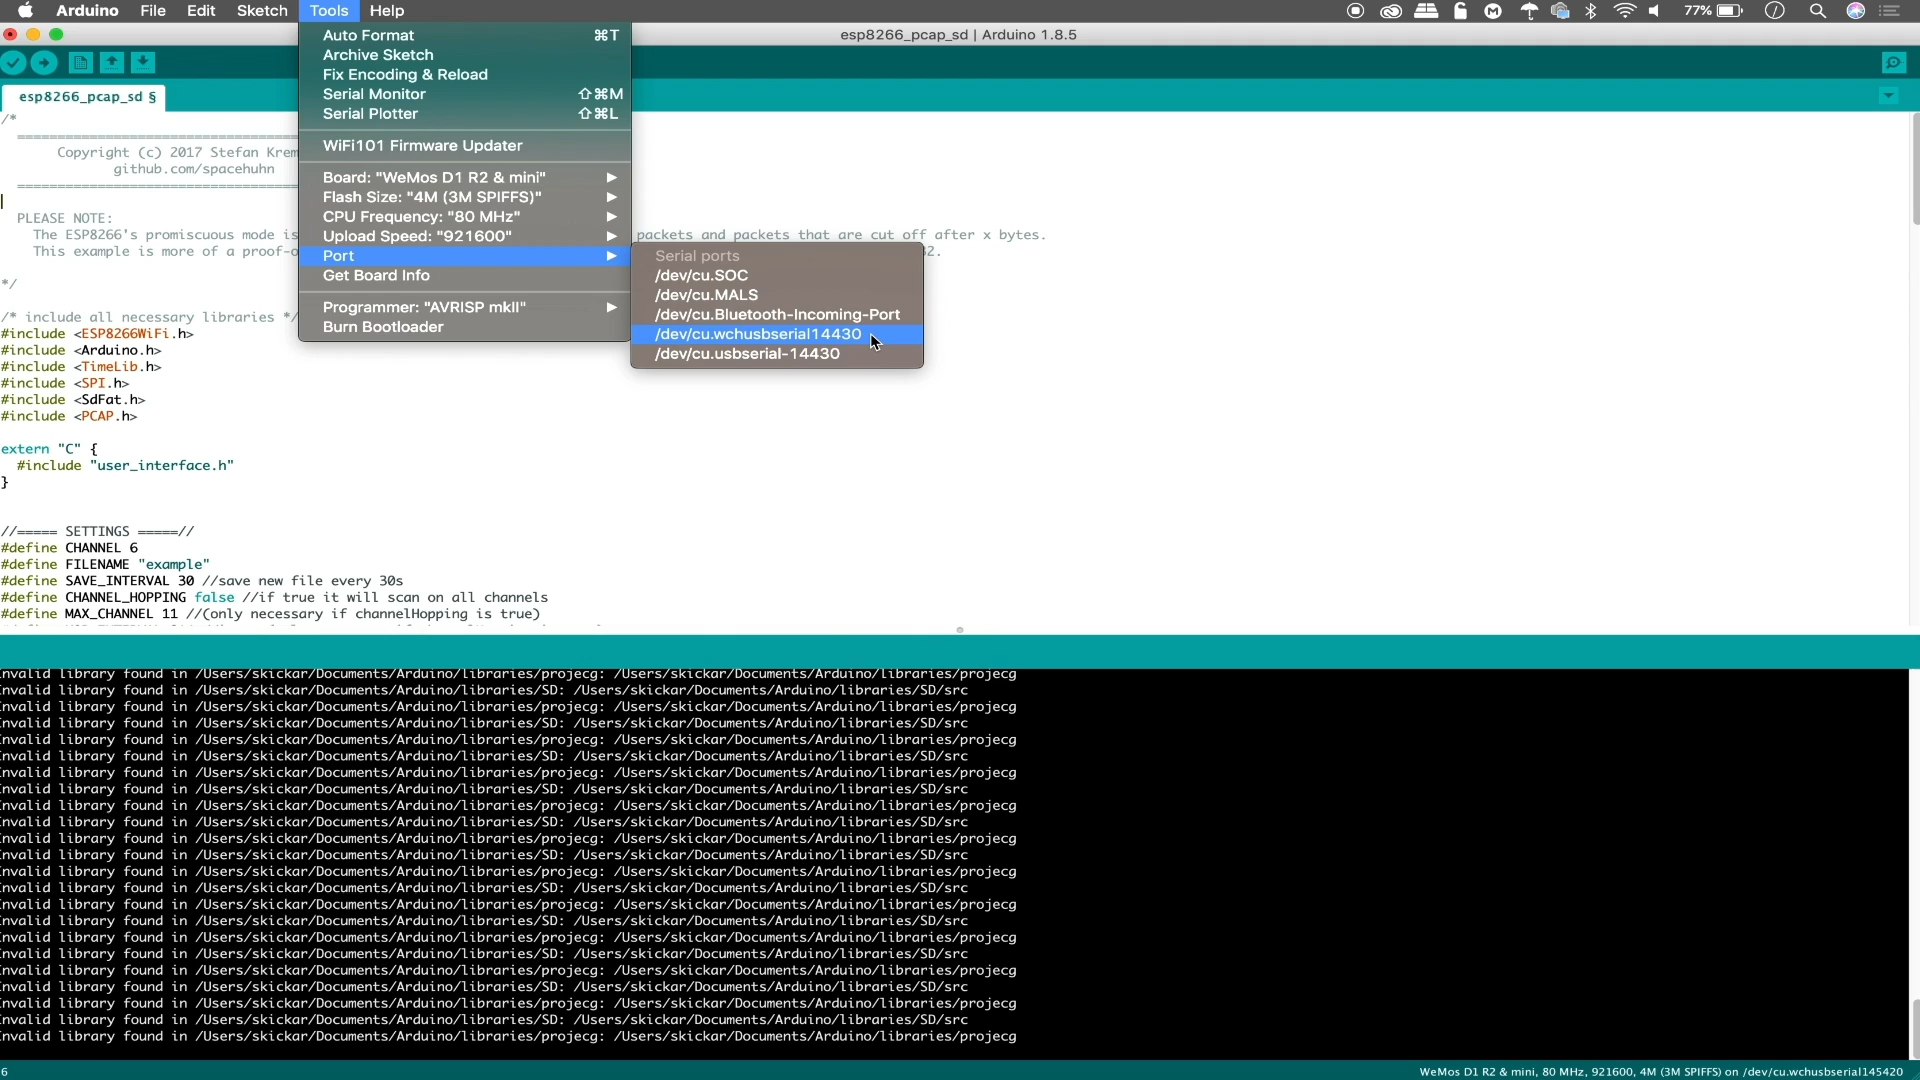 Arduino File Edit Sketch Tools Help 77%
esp8266_pcap_sd | Arduino 1.8.5
esp8266_pcap_sd §
Auto Format ⌘T
Archive Sketch
Fix Encoding & Reload
Serial Monitor ⇧⌘M
Serial Plotter ⇧⌘L
WiFi101 Firmware Updater
Board: "WeMos D1 R2 & mini"
Flash Size: "4M (3M SPIFFS)"
CPU Frequency: "80 MHz"
Upload Speed: "921600"
Port
Get Board Info
Programmer: "AVRISP mkII"
Burn Bootloader
Serial ports
/dev/cu.SOC
/dev/cu.MALS
/dev/cu.Bluetooth-Incoming-Port
/dev/cu.wchusbserial14430
/dev/cu.usbserial-14430
/*
===================================
Copyright (c) 2017 Stefan Krem
github.com/spacehuhn
===================================
PLEASE NOTE:
The ESP8266's promiscuous mode is packets and packets that are cut off after x bytes.
This example is more of a proof-o 32.
*/
/* include all necessary libraries */
#include <ESP8266WiFi.h>
#include <Arduino.h>
#include <TimeLib.h>
#include <SPI.h>
#include <SdFat.h>
#include <PCAP.h>
extern "C" {
#include "user_interface.h"
}
//===== SETTINGS =====//
#define CHANNEL 6
#define FILENAME "example"
#define SAVE_INTERVAL 30 //save new file every 30s
#define CHANNEL_HOPPING false //if true it will scan on all channels
#define MAX_CHANNEL 11 //(only necessary if channelHopping is true)
nvalid library found in /Users/skickar/Documents/Arduino/libraries/projecg: /Users/skickar/Documents/Arduino/libraries/projecg
nvalid library found in /Users/skickar/Documents/Arduino/libraries/SD: /Users/skickar/Documents/Arduino/libraries/SD/src
nvalid library found in /Users/skickar/Documents/Arduino/libraries/projecg: /Users/skickar/Documents/Arduino/libraries/projecg
nvalid library found in /Users/skickar/Documents/Arduino/libraries/SD: /Users/skickar/Documents/Arduino/libraries/SD/src
nvalid library found in /Users/skickar/Documents/Arduino/libraries/projecg: /Users/skickar/Documents/Arduino/libraries/projecg
nvalid library found in /Users/skickar/Documents/Arduino/libraries/SD: /Users/skickar/Documents/Arduino/libraries/SD/src
nvalid library found in /Users/skickar/Documents/Arduino/libraries/projecg: /Users/skickar/Documents/Arduino/libraries/projecg
nvalid library found in /Users/skickar/Documents/Arduino/libraries/SD: /Users/skickar/Documents/Arduino/libraries/SD/src
nvalid library found in /Users/skickar/Documents/Arduino/libraries/projecg: /Users/skickar/Documents/Arduino/libraries/projecg
nvalid library found in /Users/skickar/Documents/Arduino/libraries/SD: /Users/skickar/Documents/Arduino/libraries/SD/src
nvalid library found in /Users/skickar/Documents/Arduino/libraries/projecg: /Users/skickar/Documents/Arduino/libraries/projecg
nvalid library found in /Users/skickar/Documents/Arduino/libraries/SD: /Users/skickar/Documents/Arduino/libraries/SD/src
nvalid library found in /Users/skickar/Documents/Arduino/libraries/projecg: /Users/skickar/Documents/Arduino/libraries/projecg
nvalid library found in /Users/skickar/Documents/Arduino/libraries/SD: /Users/skickar/Documents/Arduino/libraries/SD/src
nvalid library found in /Users/skickar/Documents/Arduino/libraries/projecg: /Users/skickar/Documents/Arduino/libraries/projecg
nvalid library found in /Users/skickar/Documents/Arduino/libraries/SD: /Users/skickar/Documents/Arduino/libraries/SD/src
nvalid library found in /Users/skickar/Documents/Arduino/libraries/projecg: /Users/skickar/Documents/Arduino/libraries/projecg
nvalid library found in /Users/skickar/Documents/Arduino/libraries/SD: /Users/skickar/Documents/Arduino/libraries/SD/src
nvalid library found in /Users/skickar/Documents/Arduino/libraries/projecg: /Users/skickar/Documents/Arduino/libraries/projecg
nvalid library found in /Users/skickar/Documents/Arduino/libraries/SD: /Users/skickar/Documents/Arduino/libraries/SD/src
nvalid library found in /Users/skickar/Documents/Arduino/libraries/projecg: /Users/skickar/Documents/Arduino/libraries/projecg
nvalid library found in /Users/skickar/Documents/Arduino/libraries/SD: /Users/skickar/Documents/Arduino/libraries/SD/src
nvalid library found in /Users/skickar/Documents/Arduino/libraries/projecg: /Users/skickar/Documents/Arduino/libraries/projecg
6 WeMos D1 R2 & mini, 80 MHz, 921600, 4M (3M SPIFFS) on /dev/cu.wchusbserial145420